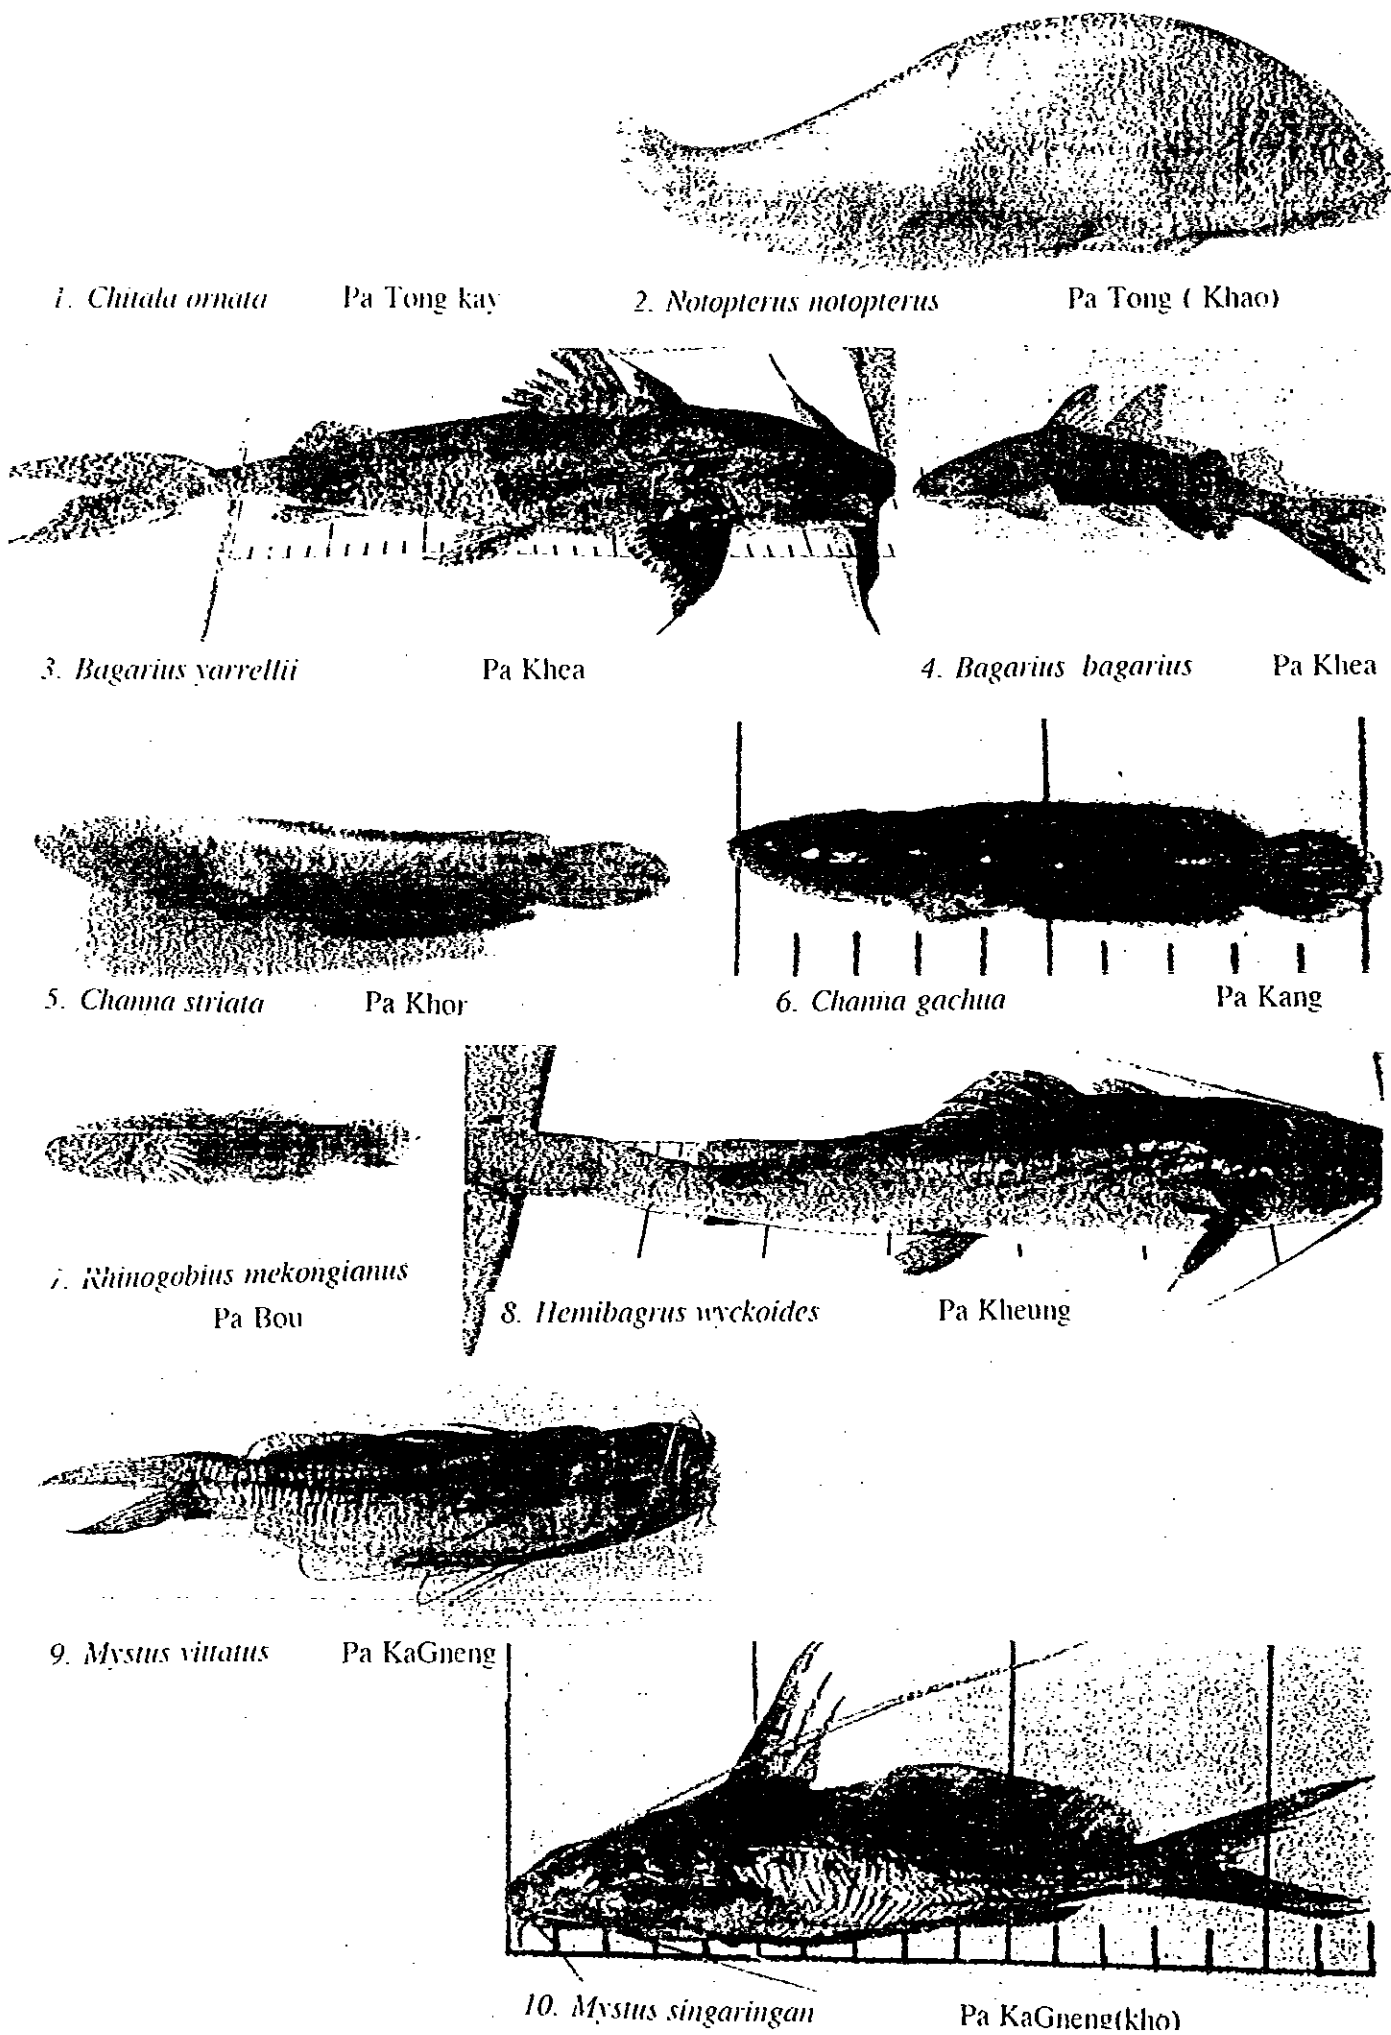 1. Chitala ornata Pa Tong kay 2. Notopterus notopterus Pa Tong ( Khao)
3. Bagarius yarrellii Pa Khea 4. Bagarius bagarius Pa Khea
5. Channa striata Pa Khor 6. Channa gachua Pa Kang
7. Rhinogobius mekongianus
Pa Bou
8. Hemibagrus wyckoides Pa Kheung
9. Mystus vittatus Pa KaGneng
10. Mystus singaringan Pa KaGneng(kho)